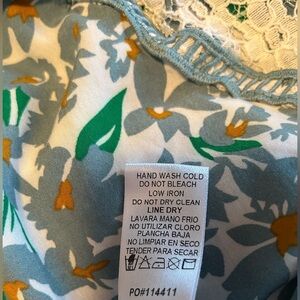 HAND WASH COLD
DO NOT BLEACH
LOW IRON
DO NOT DRY CLEAN
LINE DRY
LAVARA MANO FRIO
NO UTILIZAR CLORO
PLANCHA BAJA
NO LIMPIAR EN SECO
TENDER PARA SECAR
PO#114411